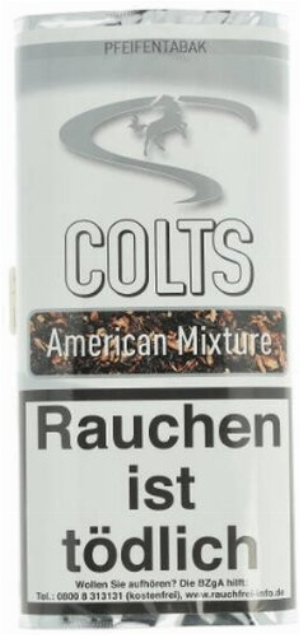 PFEIFENTABAK
COLTS
American Mixture
Rauchen
ist
tödlich
Wollen Sie aufhören? Die BZgA hilft:
Tel.: 0800 8 313131 (kostenfrei), www.rauchfrei-info.de